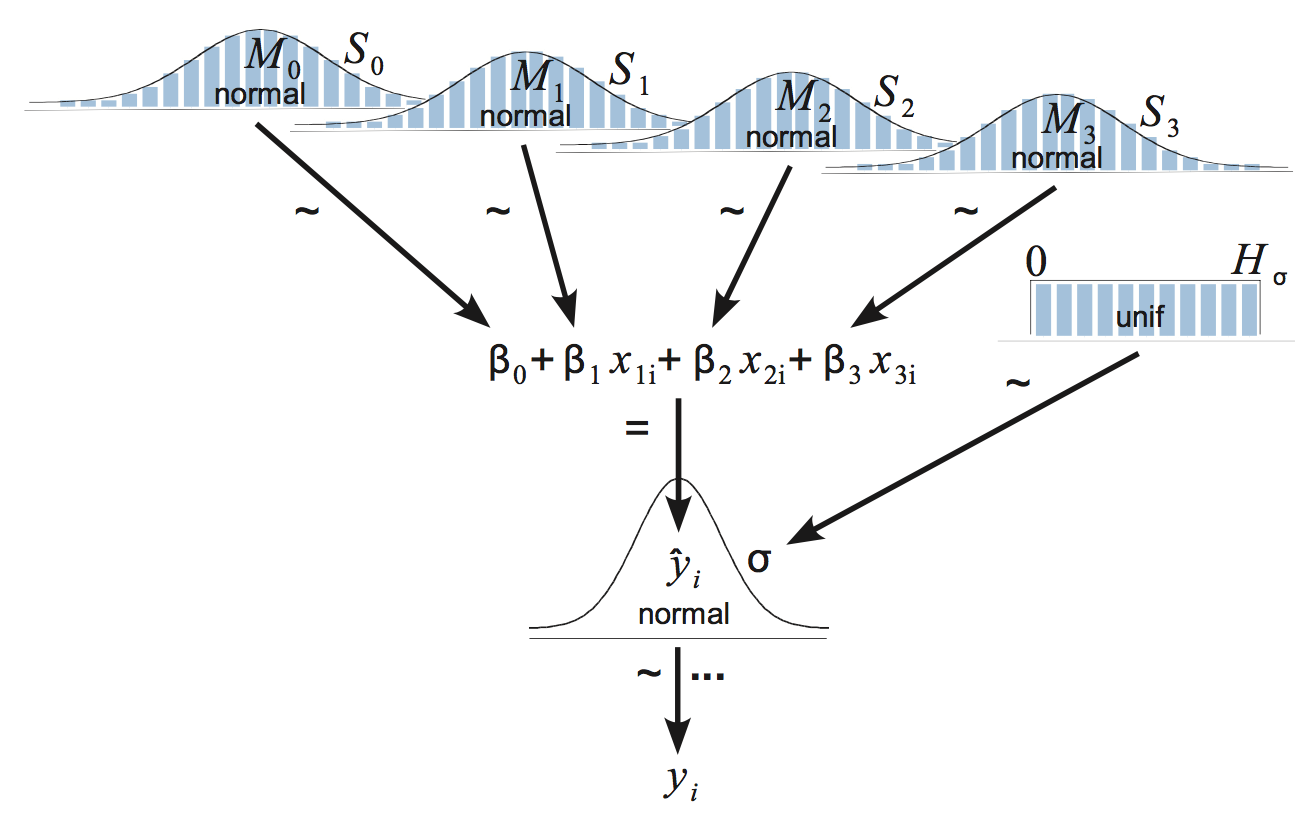 M₀ S₀
normal
M₁ S₁
normal
M₂ S₂
normal
M₃ S₃
normal
~ ~ ~ ~
0 H σ
unif
β₀+ β₁ x₁ᵢ+ β₂ x₂ᵢ+ β₃ x₃ᵢ
~
=
ŷᵢ σ
normal
~ ...
yᵢ